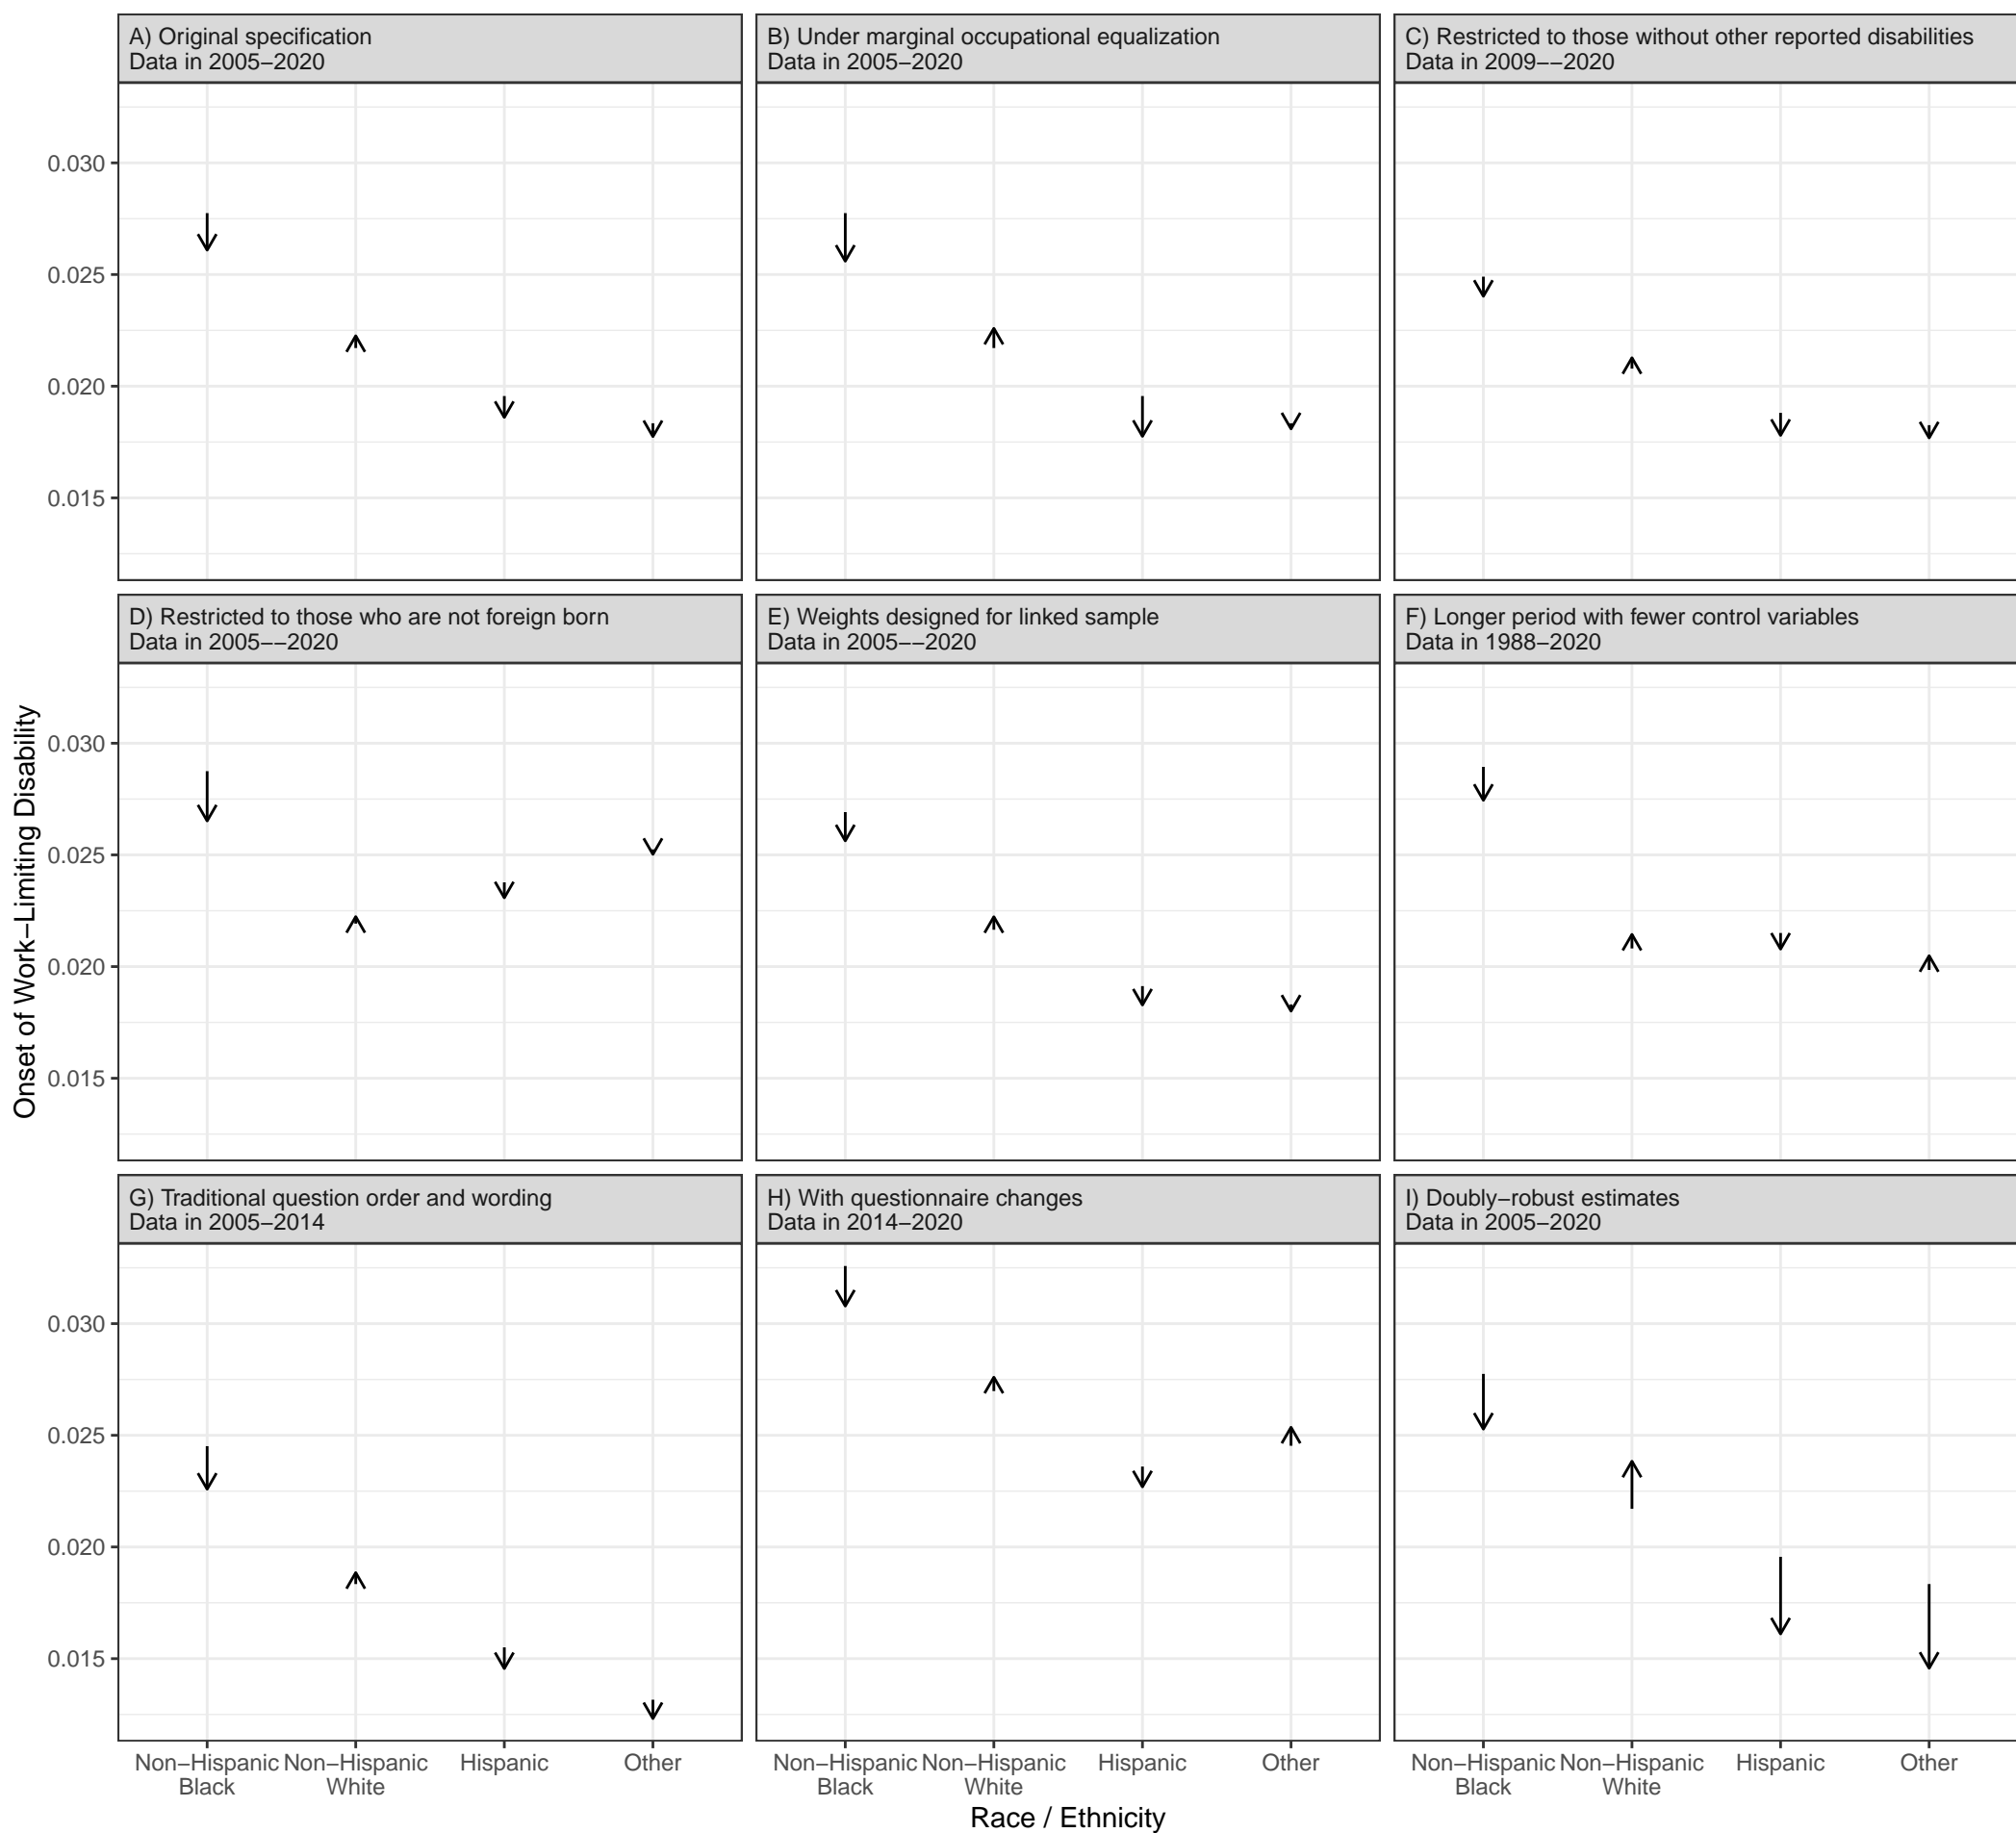 A) Original specification
Data in 2005−2020
B) Under marginal occupational equalization
Data in 2005−2020
C) Restricted to those without other reported disabilities
Data in 2009−−2020
0.030
0.025
0.020
0.015
D) Restricted to those who are not foreign born
Data in 2005−−2020
E) Weights designed for linked sample
Data in 2005−−2020
F) Longer period with fewer control variables
Data in 1988−2020
Onset of Work−Limiting Disability
0.030
0.025
0.020
0.015
G) Traditional question order and wording
Data in 2005−2014
H) With questionnaire changes
Data in 2014−2020
I) Doubly−robust estimates
Data in 2005−2020
0.030
0.025
0.020
0.015
Non−Hispanic
Black
Non−Hispanic
White
Hispanic
Other
Non−Hispanic
Black
Non−Hispanic
White
Hispanic
Other
Non−Hispanic
Black
Non−Hispanic
White
Hispanic
Other
Race / Ethnicity